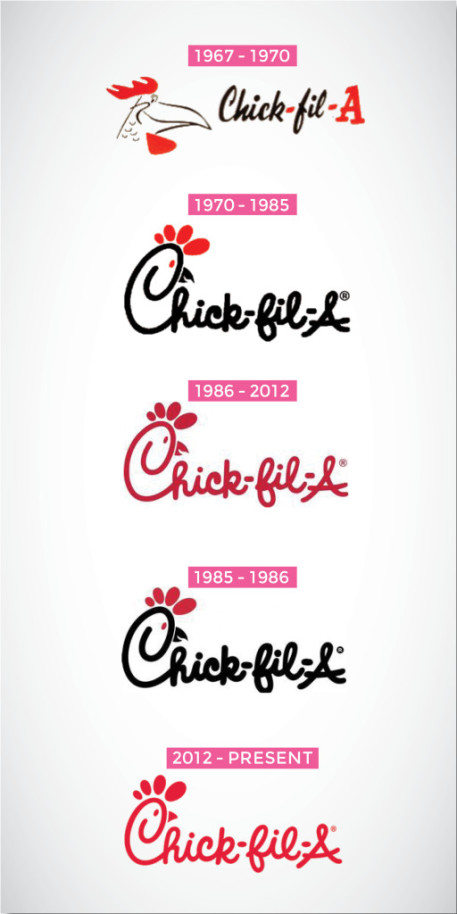 1967 - 1970
Chick-fil-A
1970 - 1985
Chick-fil-A®
1986 - 2012
Chick-fil-A®
1985 - 1986
Chick-fil-A®
2012 - PRESENT
Chick-fil-A®